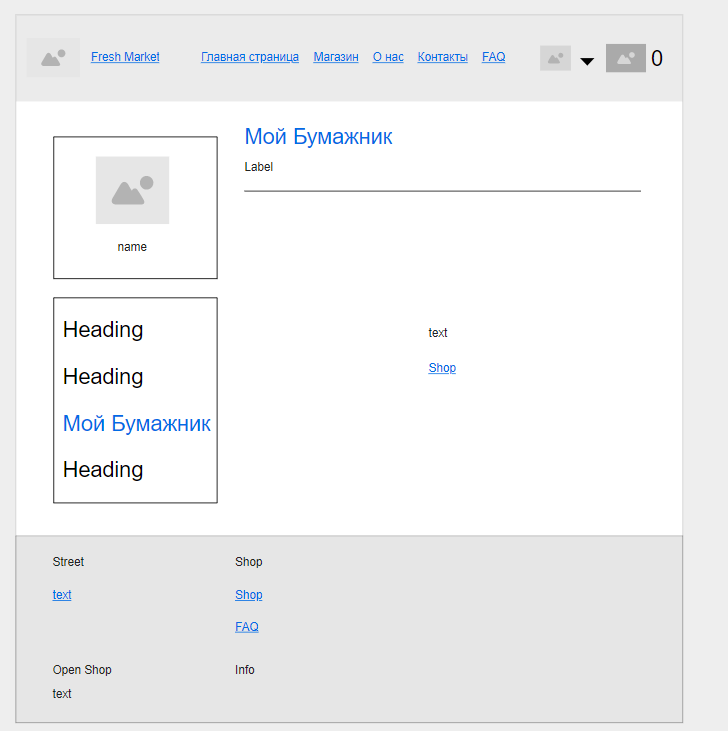 Fresh Market Главная страница Магазин О нас Контакты FAQ 0
name
Heading
Heading
Мой Бумажник
Heading
Мой Бумажник
Label
text
Shop
Street
text
Shop
Shop
FAQ
Open Shop
text
Info